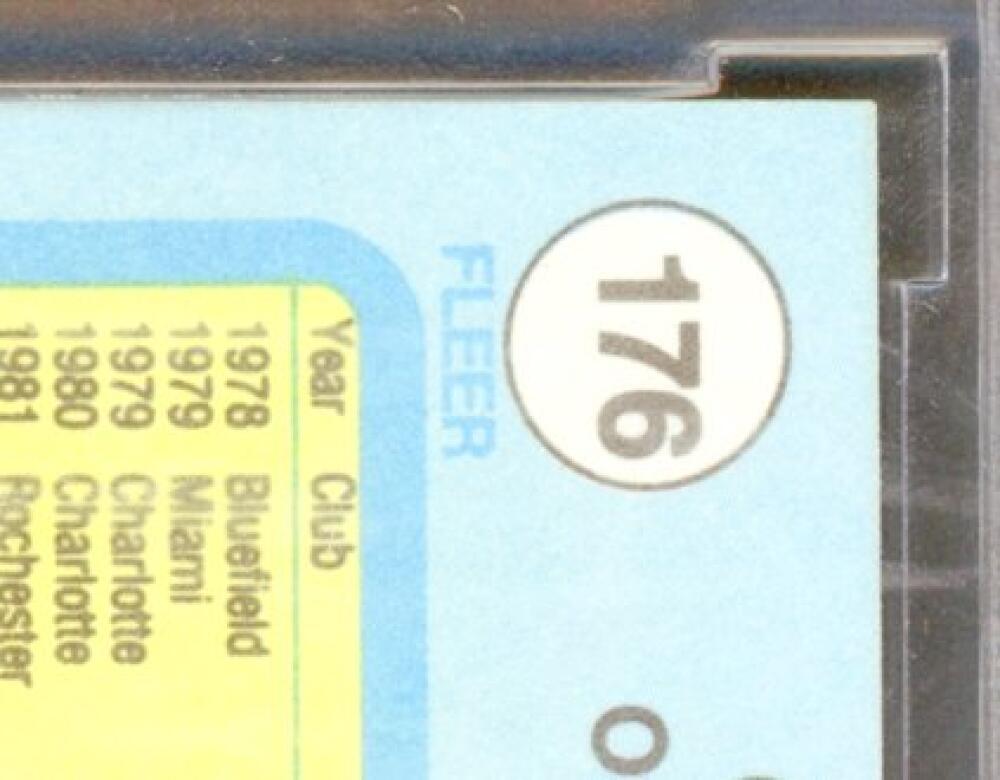 176
FLEER
Year Club
1978 Bluefield
1979 Miami
1979 Charlotte
1980 Charlotte
1981 Rochester